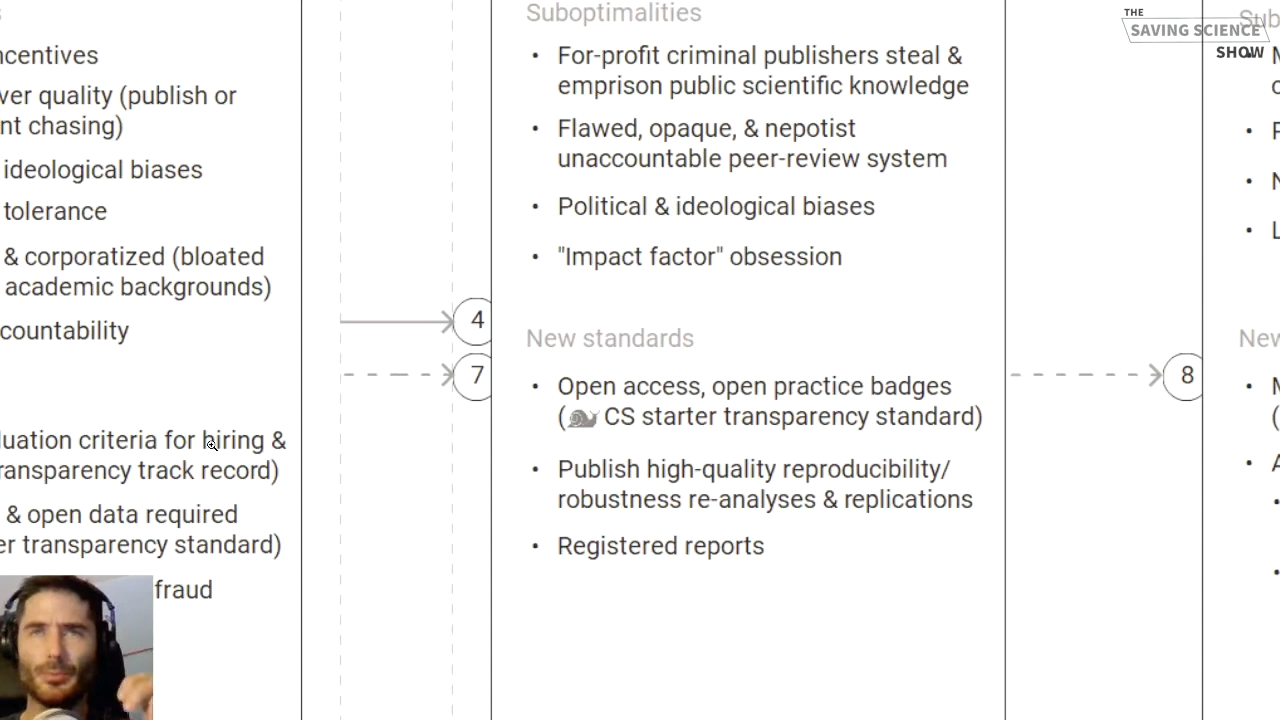 THE
SAVING SCIENCE
SHOW
ncentives
ver quality (publish or
nt chasing)
ideological biases
tolerance
& corporatized (bloated
academic backgrounds)
countability
luation criteria for hiring &
ransparency track record)
& open data required
er transparency standard)
fraud
4
7
Suboptimalities
• For-profit criminal publishers steal &
emprison public scientific knowledge
• Flawed, opaque, & nepotist
unaccountable peer-review system
• Political & ideological biases
• "Impact factor" obsession
New standards
• Open access, open practice badges
( CS starter transparency standard)
• Publish high-quality reproducibility/
robustness re-analyses & replications
• Registered reports
8
Sub
New